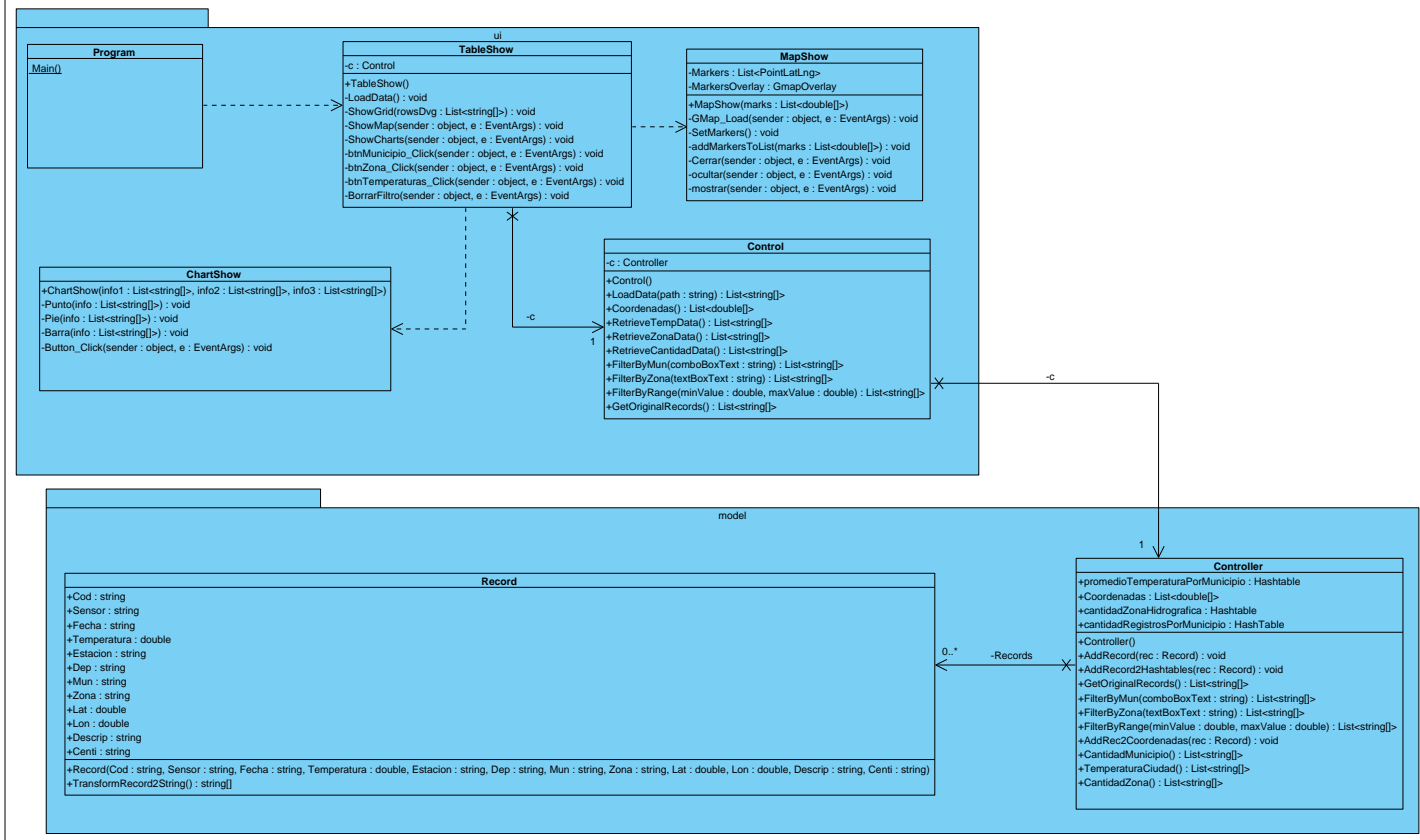 ui
Program
Main()
TableShow
-c : Control
+TableShow()
-LoadData() : void
-ShowGrid(rowsDvg : List<string[]>) : void
-ShowMap(sender : object, e : EventArgs) : void
-ShowCharts(sender : object, e : EventArgs) : void
-btnMunicipio_Click(sender : object, e : EventArgs) : void
-btnZona_Click(sender : object, e : EventArgs) : void
-btnTemperaturas_Click(sender : object, e : EventArgs) : void
-BorrarFiltro(sender : object, e : EventArgs) : void
MapShow
-Markers : List<PointLatLng>
-MarkersOverlay : GmapOverlay
+MapShow(marks : List<double[]>)
-GMap_Load(sender : object, e : EventArgs) : void
-SetMarkers() : void
-addMarkersToList(marks : List<double[]>) : void
-Cerrar(sender : object, e : EventArgs) : void
-ocultar(sender : object, e : EventArgs) : void
-mostrar(sender : object, e : EventArgs) : void
ChartShow
+ChartShow(info1 : List<string[]>, info2 : List<string[]>, info3 : List<string[]>)
-Punto(info : List<string[]>) : void
-Pie(info : List<string[]>) : void
-Barra(info : List<string[]>) : void
-Button_Click(sender : object, e : EventArgs) : void
-c
1
Control
-c : Controller
+Control()
+LoadData(path : string) : List<string[]>
+Coordenadas() : List<double[]>
+RetrieveTempData() : List<string[]>
+RetrieveZonaData() : List<string[]>
+RetrieveCantidadData() : List<string[]>
+FilterByMun(comboBoxText : string) : List<string[]>
+FilterByZona(textBoxText : string) : List<string[]>
+FilterByRange(minValue : double, maxValue : double) : List<string[]>
+GetOriginalRecords() : List<string[]>
-c
1
model
Record
+Cod : string
+Sensor : string
+Fecha : string
+Temperatura : double
+Estacion : string
+Dep : string
+Mun : string
+Zona : string
+Lat : double
+Lon : double
+Descrip : string
+Centi : string
+Record(Cod : string, Sensor : string, Fecha : string, Temperatura : double, Estacion : string, Dep : string, Mun : string, Zona : string, Lat : double, Lon : double, Descrip : string, Centi : string)
+TransformRecord2String() : string[]
0..*
-Records
Controller
+promedioTemperaturaPorMunicipio : Hashtable
+Coordenadas : List<double[]>
+cantidadZonaHidrografica : Hashtable
+cantidadRegistrosPorMunicipio : HashTable
+Controller()
+AddRecord(rec : Record) : void
+AddRecord2Hashtables(rec : Record) : void
+GetOriginalRecords() : List<string[]>
+FilterByMun(comboBoxText : string) : List<string[]>
+FilterByZona(textBoxText : string) : List<string[]>
+FilterByRange(minValue : double, maxValue : double) : List<string[]>
+AddRec2Coordenadas(rec : Record) : void
+CantidadMunicipio() : List<string[]>
+TemperaturaCiudad() : List<string[]>
+CantidadZona() : List<string[]>